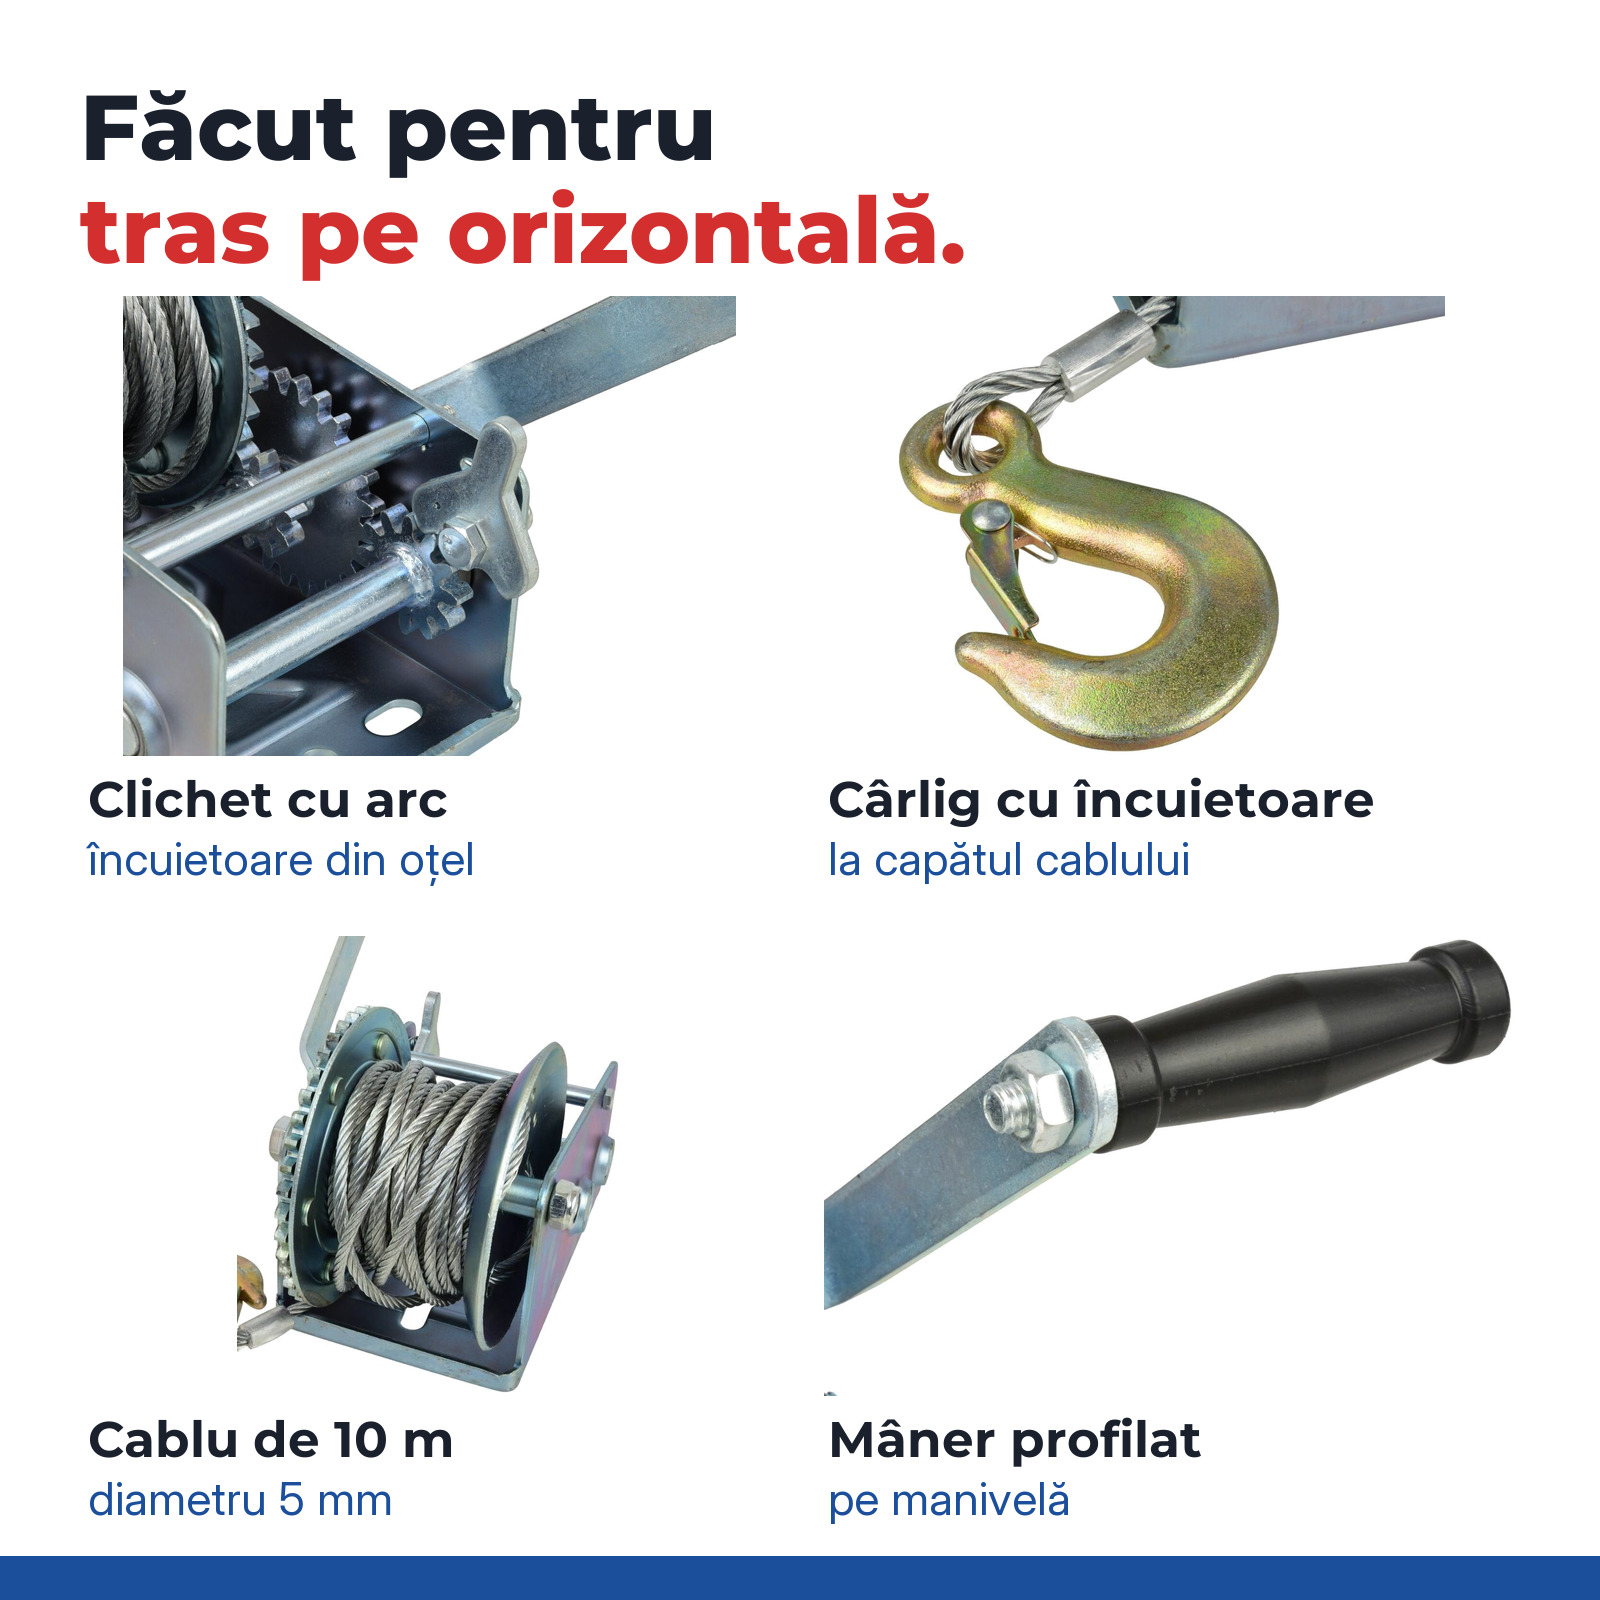 Făcut pentru
tras pe orizontală.
Clichet cu arc
încuietoare din oțel
Cârlig cu încuietoare
la capătul cablului
Cablu de 10 m
diametru 5 mm
Mâner profilat
pe manivelă